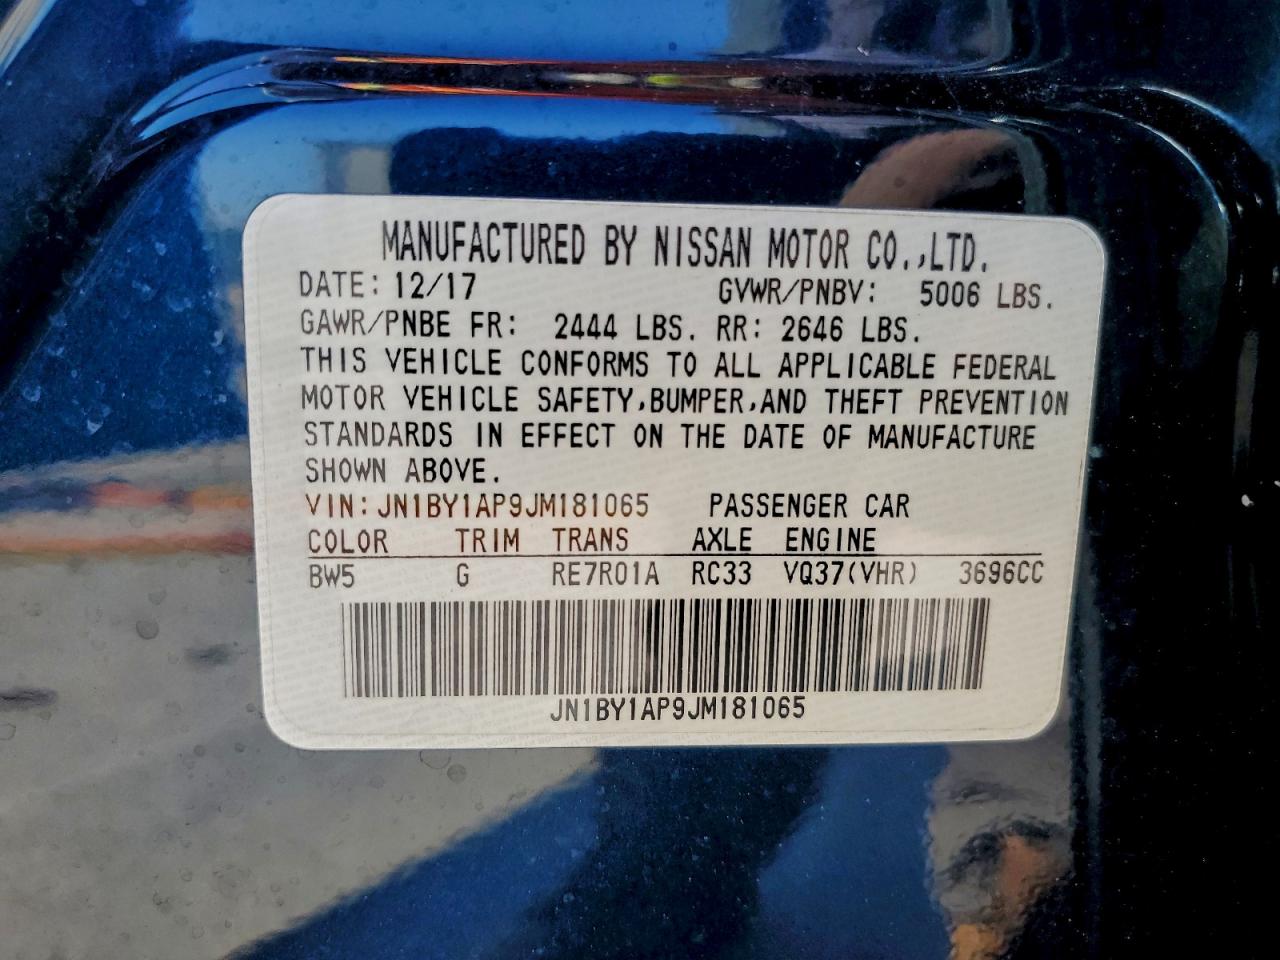 MANUFACTURED BY NISSAN MOTOR CO.,LTD.
DATE: 12/17 GVWR/PNBV: 5006 LBS.
GAWR/PNBE FR: 2444 LBS. RR: 2646 LBS.
THIS VEHICLE CONFORMS TO ALL APPLICABLE FEDERAL
MOTOR VEHICLE SAFETY,BUMPER,AND THEFT PREVENTION
STANDARDS IN EFFECT ON THE DATE OF MANUFACTURE
SHOWN ABOVE.
VIN:JN1BY1AP9JM181065 PASSENGER CAR
COLOR TRIM TRANS AXLE ENGINE
BW5 G RE7R01A RC33 VQ37(VHR) 3696CC
JN1BY1AP9JM181065